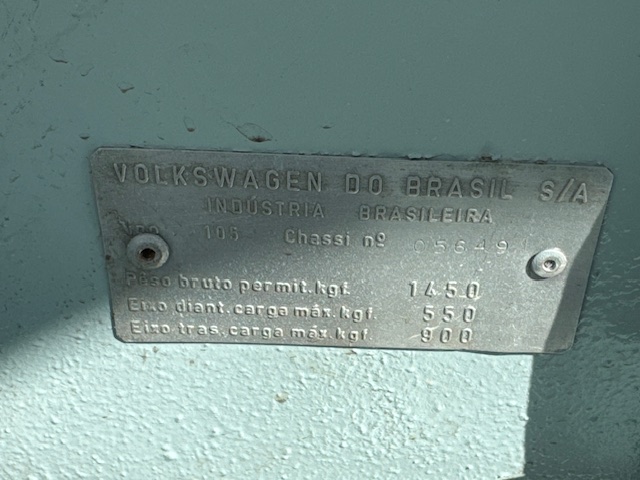 VOLKSWAGEN DO BRASIL S/A
INDÚSTRIA BRASILEIRA
105 Chassi nº
Peso bruto permit.kgf. 1450
Eixo diant.carga máx.kgf. 550
Eixo tras.carga máx.kgf. 900